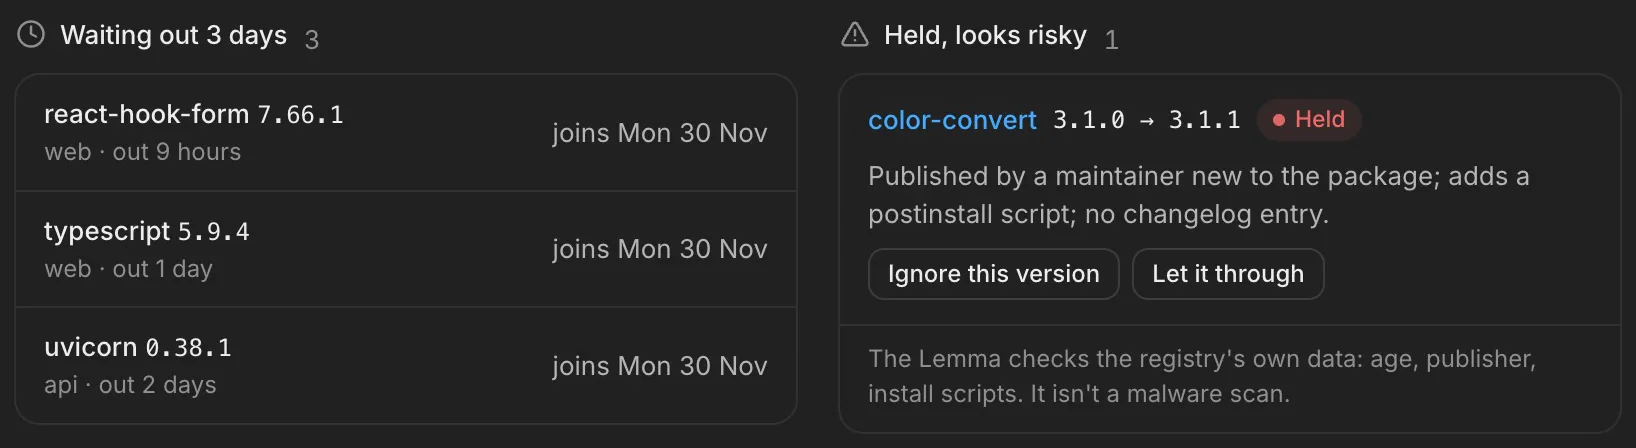 Waiting out 3 days 3
react-hook-form 7.66.1
web · out 9 hours
joins Mon 30 Nov
typescript 5.9.4
web · out 1 day
joins Mon 30 Nov
uvicorn 0.38.1
api · out 2 days
joins Mon 30 Nov
Held, looks risky 1
color-convert 3.1.0 → 3.1.1 Held
Published by a maintainer new to the package; adds a
postinstall script; no changelog entry.
Ignore this version Let it through
The Lemma checks the registry's own data: age, publisher,
install scripts. It isn't a malware scan.